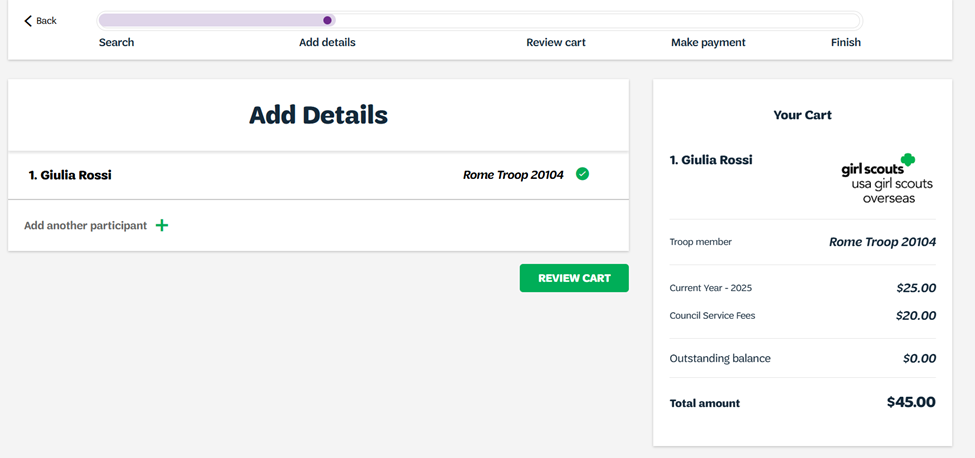 Back
Search
Add details
Review cart
Make payment
Finish
Add Details
1. Giulia Rossi Rome Troop 20104
Add another participant +
REVIEW CART
Your Cart
1. Giulia Rossi
girl scouts
usa girl scouts
overseas
Troop member Rome Troop 20104
Current Year - 2025 $25.00
Council Service Fees $20.00
Outstanding balance $0.00
Total amount $45.00